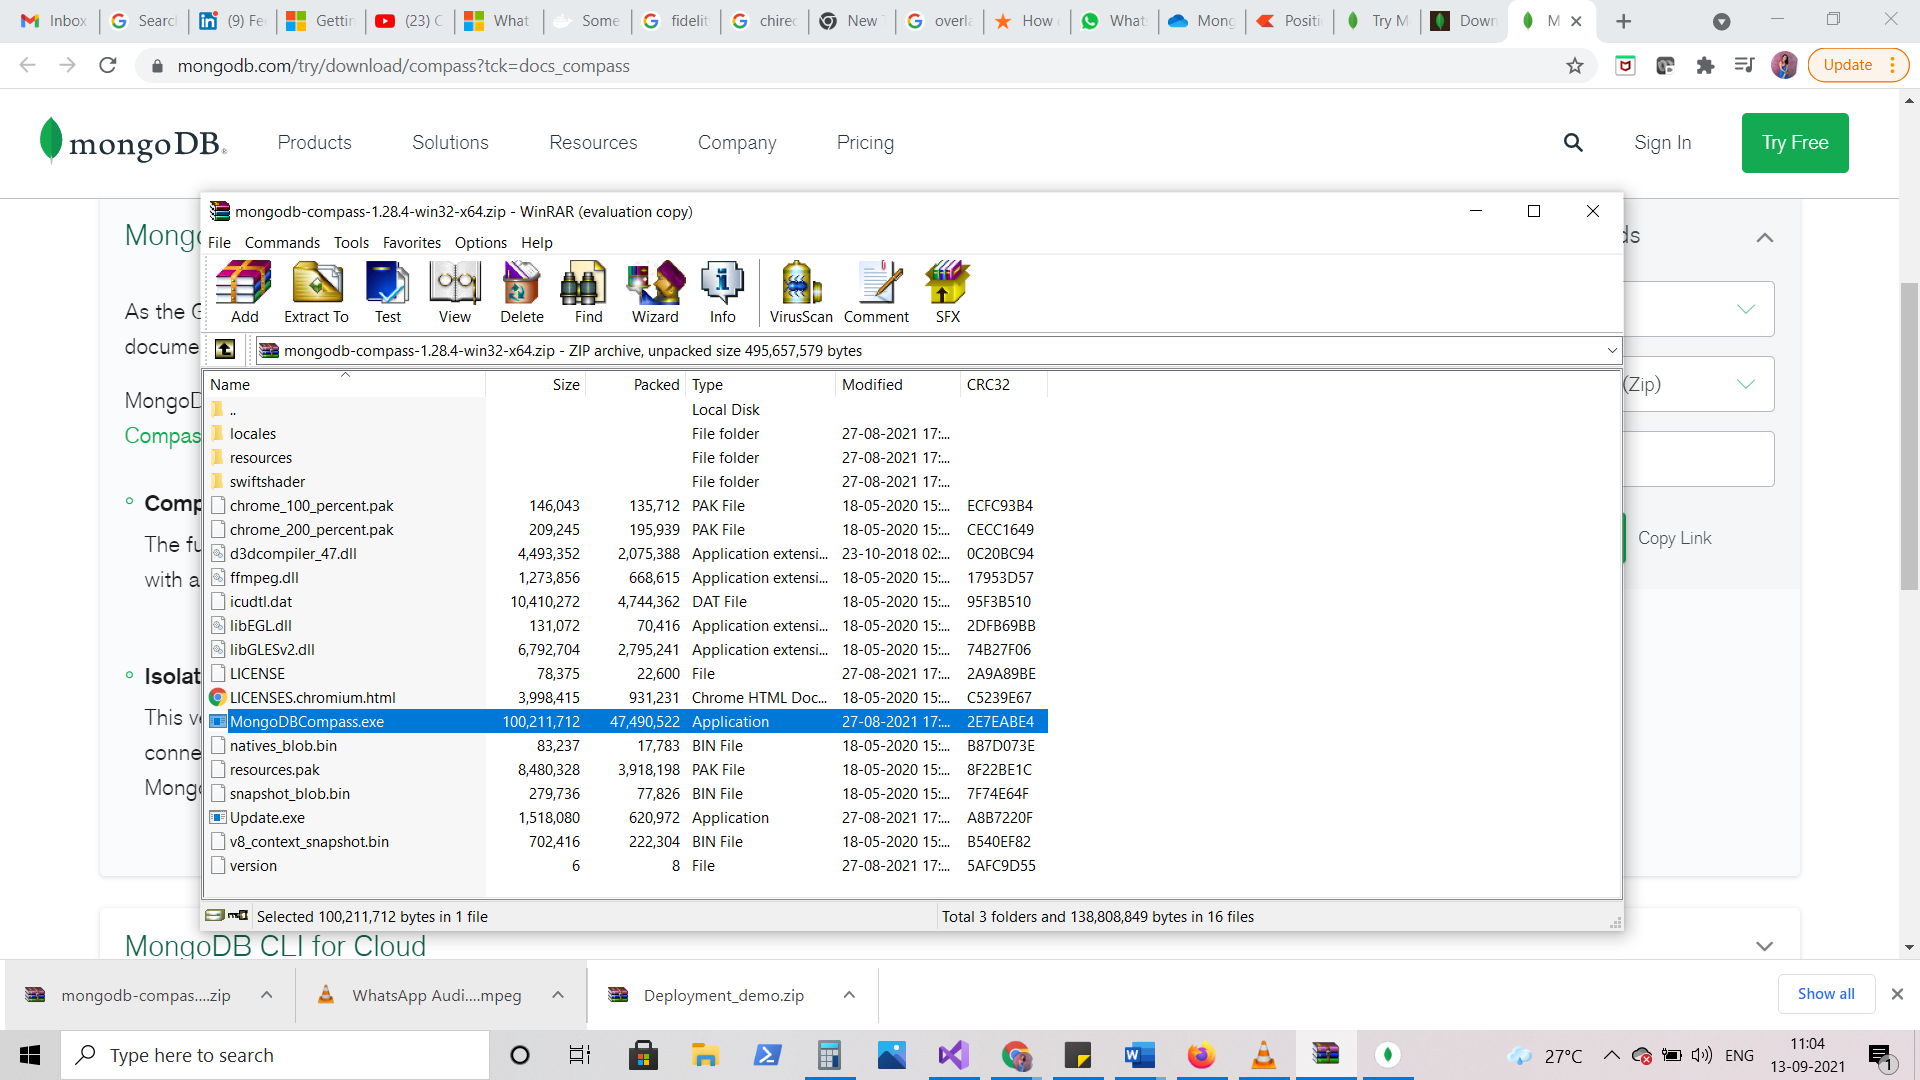 Inbox
Searc
(9) Fe
Gettin
(23) C
What
Some
fidelit
chirec
New
overla
How
What
Mong
Positi
Try M
Down
M
mongodb.com/try/download/compass?tck=docs_compass
Update
mongoDB.
Products
Solutions
Resources
Company
Pricing
Sign In
Try Free
mongodb-compass-1.28.4-win32-x64.zip - WinRAR (evaluation copy)
Mong
ds
File Commands Tools Favorites Options Help
Add
Extract To
Test
View
Delete
Find
Wizard
Info
VirusScan
Comment
SFX
As the
docume
mongodb-compass-1.28.4-win32-x64.zip - ZIP archive, unpacked size 495,657,579 bytes
(Zip)
Name Size Packed Type Modified CRC32
.. Local Disk
locales File folder 27-08-2021 17:...
resources File folder 27-08-2021 17:...
swiftshader File folder 27-08-2021 17:...
chrome_100_percent.pak 146,043 135,712 PAK File 18-05-2020 15:... ECFC93B4
chrome_200_percent.pak 209,245 195,939 PAK File 18-05-2020 15:... CECC1649
d3dcompiler_47.dll 4,493,352 2,075,388 Application extensi... 23-10-2018 02:... 0C20BC94
ffmpeg.dll 1,273,856 668,615 Application extensi... 18-05-2020 15:... 17953D57
icudtl.dat 10,410,272 4,744,362 DAT File 18-05-2020 15:... 95F3B510
libEGL.dll 131,072 70,416 Application extensi... 18-05-2020 15:... 2DFB69BB
libGLESv2.dll 6,792,704 2,795,241 Application extensi... 18-05-2020 15:... 74B27F06
LICENSE 78,375 22,600 File 27-08-2021 17:... 2A9A89BE
LICENSES.chromium.html 3,998,415 931,231 Chrome HTML Doc... 18-05-2020 15:... C5239E67
MongoDBCompass.exe 100,211,712 47,490,522 Application 27-08-2021 17:... 2E7EABE4
natives_blob.bin 83,237 17,783 BIN File 18-05-2020 15:... B87D073E
resources.pak 8,480,328 3,918,198 PAK File 18-05-2020 15:... 8F22BE1C
snapshot_blob.bin 279,736 77,826 BIN File 18-05-2020 15:... 7F74E64F
Update.exe 1,518,080 620,972 Application 27-08-2021 17:... A8B7220F
v8_context_snapshot.bin 702,416 222,304 BIN File 18-05-2020 15:... B540EF82
version 6 8 File 27-08-2021 17:... 5AFC9D55
MongoD
Compas
Comp
The fu
with a
Isolat
This ve
conne
Mong
Copy Link
Selected 100,211,712 bytes in 1 file
Total 3 folders and 138,808,849 bytes in 16 files
MongoDB CLI for Cloud
mongodb-compas....zip
WhatsApp Audi....mpeg
Deployment_demo.zip
Show all
Type here to search
27°C
ENG
11:04
13-09-2021
1